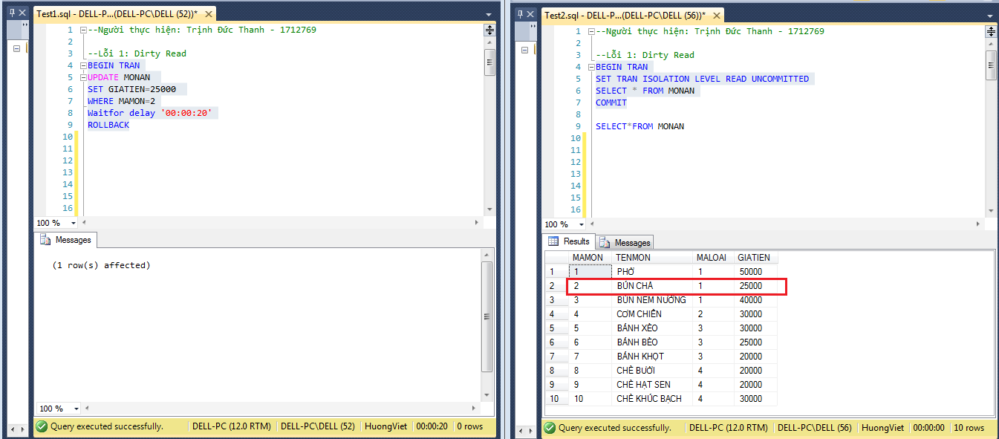 Test1.sql - DELL-P...(DELL-PC\DELL (52))*
1 --Người thực hiện: Trịnh Đức Thanh - 1712769
2
3 --Lỗi 1: Dirty Read
4 BEGIN TRAN
5 UPDATE MONAN
6 SET GIATIEN=25000
7 WHERE MAMON=2
8 Waitfor delay '00:00:20'
9 ROLLBACK
10
11
12
13
14
15
16
100 %
Messages
(1 row(s) affected)
100 %
Query executed successfully. DELL-PC (12.0 RTM) DELL-PC\DELL (52) HuongViet 00:00:20 0 rows
Test2.sql - DELL-P...(DELL-PC\DELL (56))*
1 --Người thực hiện: Trịnh Đức Thanh - 1712769
2
3 --Lỗi 1: Dirty Read
4 BEGIN TRAN
5 SET TRAN ISOLATION LEVEL READ UNCOMMITTED
6 SELECT * FROM MONAN
7 COMMIT
8
9 SELECT*FROM MONAN
10
11
12
13
14
15
16
100 %
Results Messages
MAMON TENMON MALOAI GIATIEN
1 1 PHỞ 1 50000
2 2 BÚN CHẢ 1 25000
3 3 BÚN NEM NƯỚNG 1 40000
4 4 CƠM CHIÊN 2 30000
5 5 BÁNH XÈO 3 30000
6 6 BÁNH BÈO 3 25000
7 7 BÁNH KHỌT 3 20000
8 8 CHÈ BƯỞI 4 20000
9 9 CHÈ HẠT SEN 4 20000
10 10 CHÈ KHÚC BẠCH 4 30000
Query executed successfully. DELL-PC (12.0 RTM) DELL-PC\DELL (56) HuongViet 00:00:00 10 rows